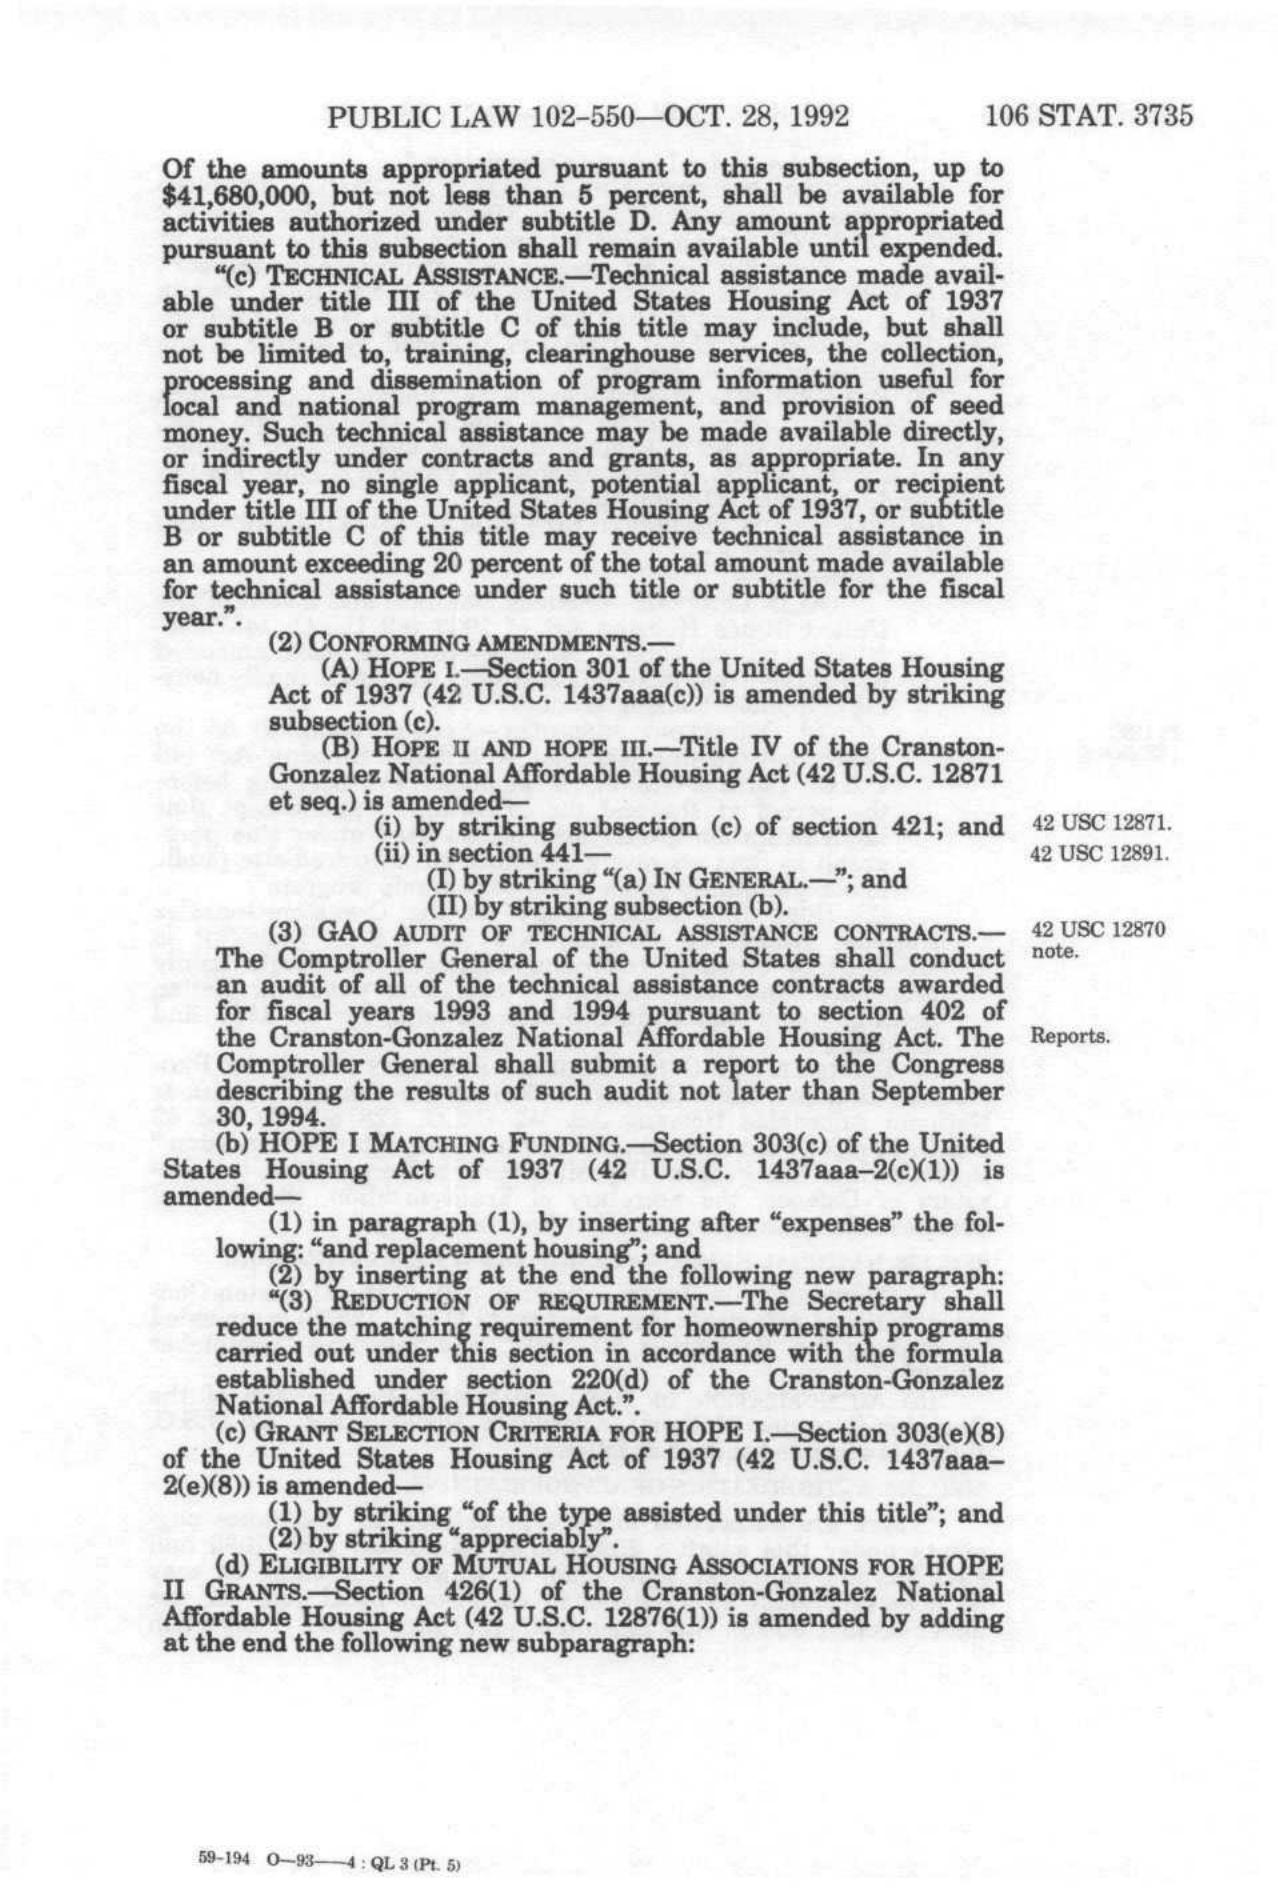 PUBLIC LAW 102-550—OCT. 28, 1992 106 STAT. 3735
Of the amounts appropriated pursuant to this subsection, up to
$41,680,000, but not less than 5 percent, shall be available for
activities authorized under subtitle D. Any amount appropriated
pursuant to this subsection shall remain available until expended.
“(c) TECHNICAL ASSISTANCE.—Technical assistance made avail-
able under title III of the United States Housing Act of 1937
or subtitle B or subtitle C of this title may include, but shall
not be limited to, training, clearinghouse services, the collection,
processing and dissemination of program information useful for
local and national program management, and provision of seed
money. Such technical assistance may be made available directly,
or indirectly under contracts and grants, as appropriate. In any
fiscal year, no single applicant, potential applicant, or recipient
under title III of the United States Housing Act of 1937, or subtitle
B or subtitle C of this title may receive technical assistance in
an amount exceeding 20 percent of the total amount made available
for technical assistance under such title or subtitle for the fiscal
year.”.
(2) CONFORMING AMENDMENTS.—
(A) HOPE I.—Section 301 of the United States Housing
Act of 1937 (42 U.S.C. 1437aaa(c)) is amended by striking
subsection (c).
(B) HOPE II AND HOPE III.—Title IV of the Cranston-
Gonzalez National Affordable Housing Act (42 U.S.C. 12871
et seq.) is amended—
(i) by striking subsection (c) of section 421; and
42 USC 12871.
(ii) in section 441—
42 USC 12891.
(I) by striking “(a) IN GENERAL.—”; and
(II) by striking subsection (b).
(3) GAO AUDIT OF TECHNICAL ASSISTANCE CONTRACTS.—
42 USC 12870
note.
The Comptroller General of the United States shall conduct
an audit of all of the technical assistance contracts awarded
for fiscal years 1993 and 1994 pursuant to section 402 of
the Cranston-Gonzalez National Affordable Housing Act. The
Reports.
Comptroller General shall submit a report to the Congress
describing the results of such audit not later than September
30, 1994.
(b) HOPE I MATCHING FUNDING.—Section 303(c) of the United
States Housing Act of 1937 (42 U.S.C. 1437aaa–2(c)(1)) is
amended—
(1) in paragraph (1), by inserting after “expenses” the fol-
lowing: “and replacement housing”; and
(2) by inserting at the end the following new paragraph:
“(3) REDUCTION OF REQUIREMENT.—The Secretary shall
reduce the matching requirement for homeownership programs
carried out under this section in accordance with the formula
established under section 220(d) of the Cranston-Gonzalez
National Affordable Housing Act.”.
(c) GRANT SELECTION CRITERIA FOR HOPE I.—Section 303(e)(8)
of the United States Housing Act of 1937 (42 U.S.C. 1437aaa–
2(e)(8)) is amended—
(1) by striking “of the type assisted under this title”; and
(2) by striking “appreciably”.
(d) ELIGIBILITY OF MUTUAL HOUSING ASSOCIATIONS FOR HOPE
II GRANTS.—Section 426(1) of the Cranston-Gonzalez National
Affordable Housing Act (42 U.S.C. 12876(1)) is amended by adding
at the end the following new subparagraph:
59-194 O—93——4 : QL 3 (Pt. 5)